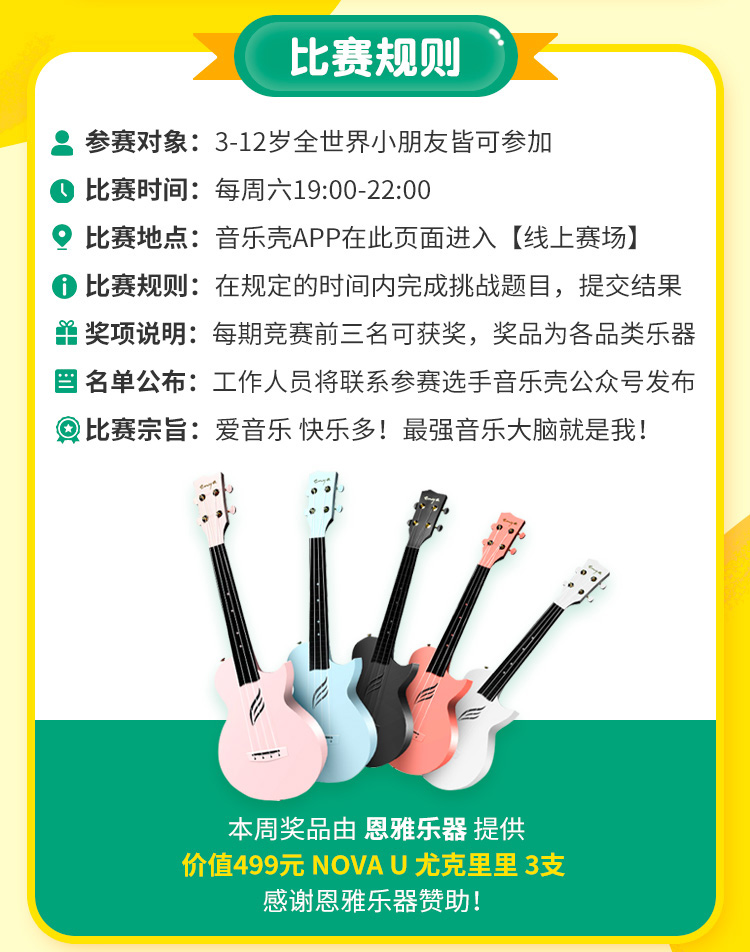 比赛规则
参赛对象：3-12岁全世界小朋友皆可参加
比赛时间：每周六19:00-22:00
比赛地点：音乐壳APP在此页面进入【线上赛场】
比赛规则：在规定的时间内完成挑战题目，提交结果
奖项说明：每期竞赛前三名可获奖，奖品为各品类乐器
名单公布：工作人员将联系参赛选手音乐壳公众号发布
比赛宗旨：爱音乐 快乐多！最强音乐大脑就是我！
本周奖品由 恩雅乐器 提供
价值499元 NOVA U 尤克里里 3支
感谢恩雅乐器赞助！